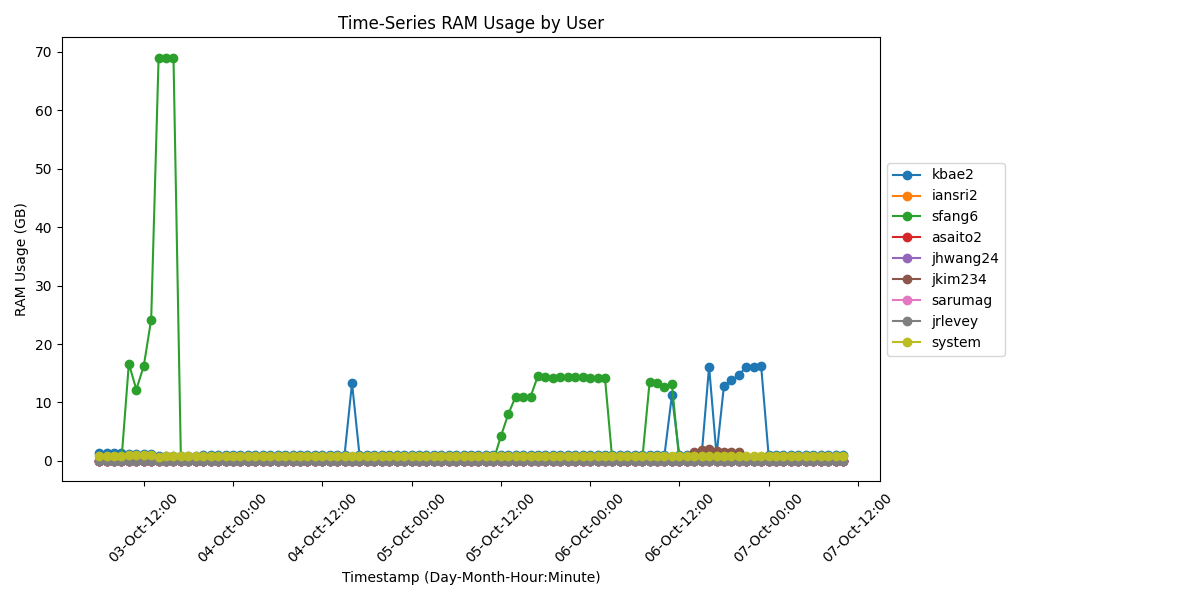 Time-Series RAM Usage by User
RAM Usage (GB)
70
60
50
40
30
20
10
0
03-Oct-12:00
04-Oct-00:00
04-Oct-12:00
05-Oct-00:00
05-Oct-12:00
06-Oct-00:00
06-Oct-12:00
07-Oct-00:00
07-Oct-12:00
Timestamp (Day-Month-Hour:Minute)
kbae2
iansri2
sfang6
asaito2
jhwang24
jkim234
sarumag
jrlevey
system